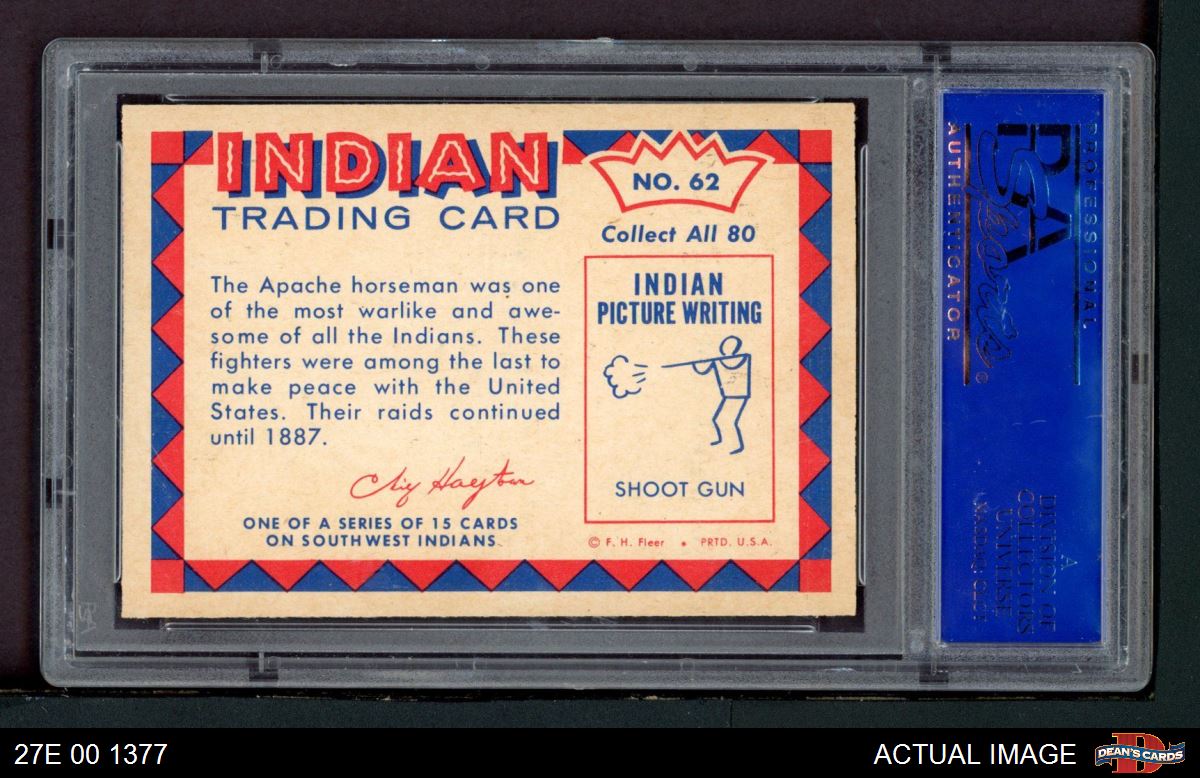 INDIAN
TRADING CARD
NO. 62
Collect All 80
The Apache horseman was one
of the most warlike and awe-
some of all the Indians. These
fighters were among the last to
make peace with the United
States. Their raids continued
until 1887.
INDIAN
PICTURE WRITING
SHOOT GUN
ONE OF A SERIES OF 15 CARDS
ON SOUTHWEST INDIANS
© F. H. Fleer • PRTD. U.S.A.
PROFESSIONAL
PSA
AUTHENTICATOR
®
A
DIVISION OF
COLLECTORS
UNIVERSE
27E 00 1377
ACTUAL IMAGE
DEAN'S CARDS